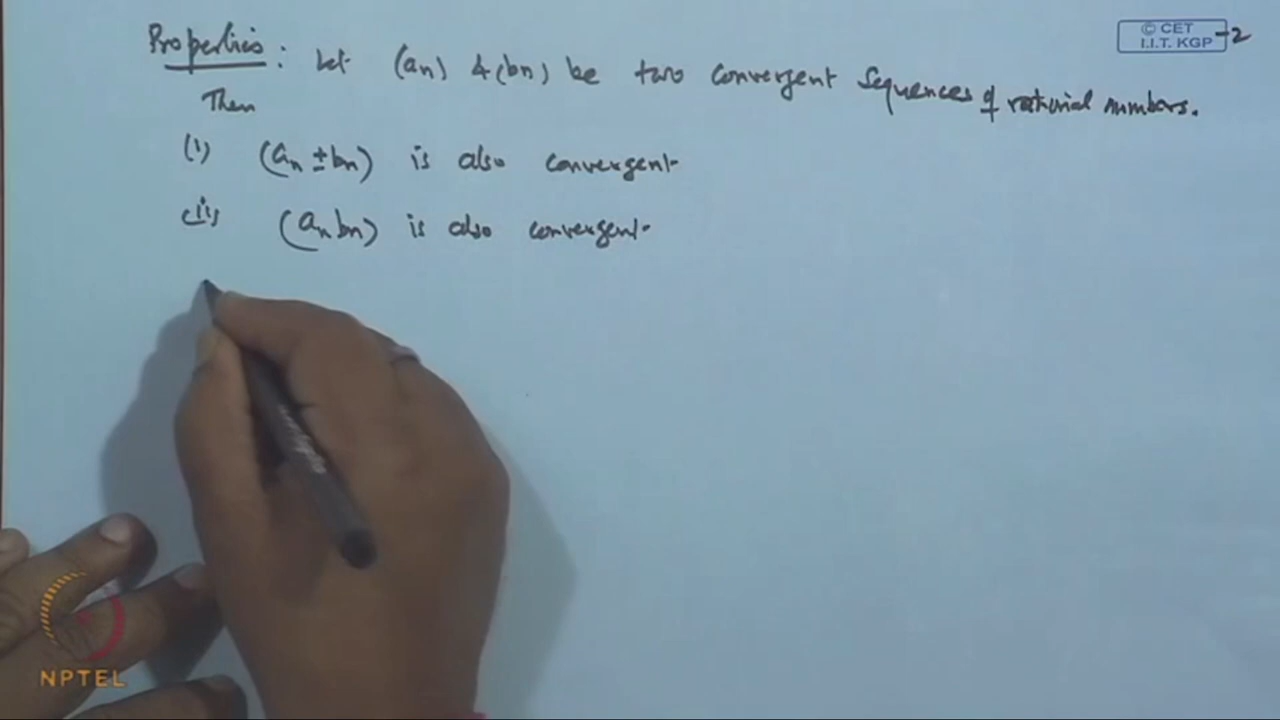 © CET
I.I.T. KGP -2
Properties : Let (an) & (bn) be two convergent sequences of rational numbers.
Then
(i) (an ± bn) is also convergent
(ii) (an bn) is also convergent.
NPTEL